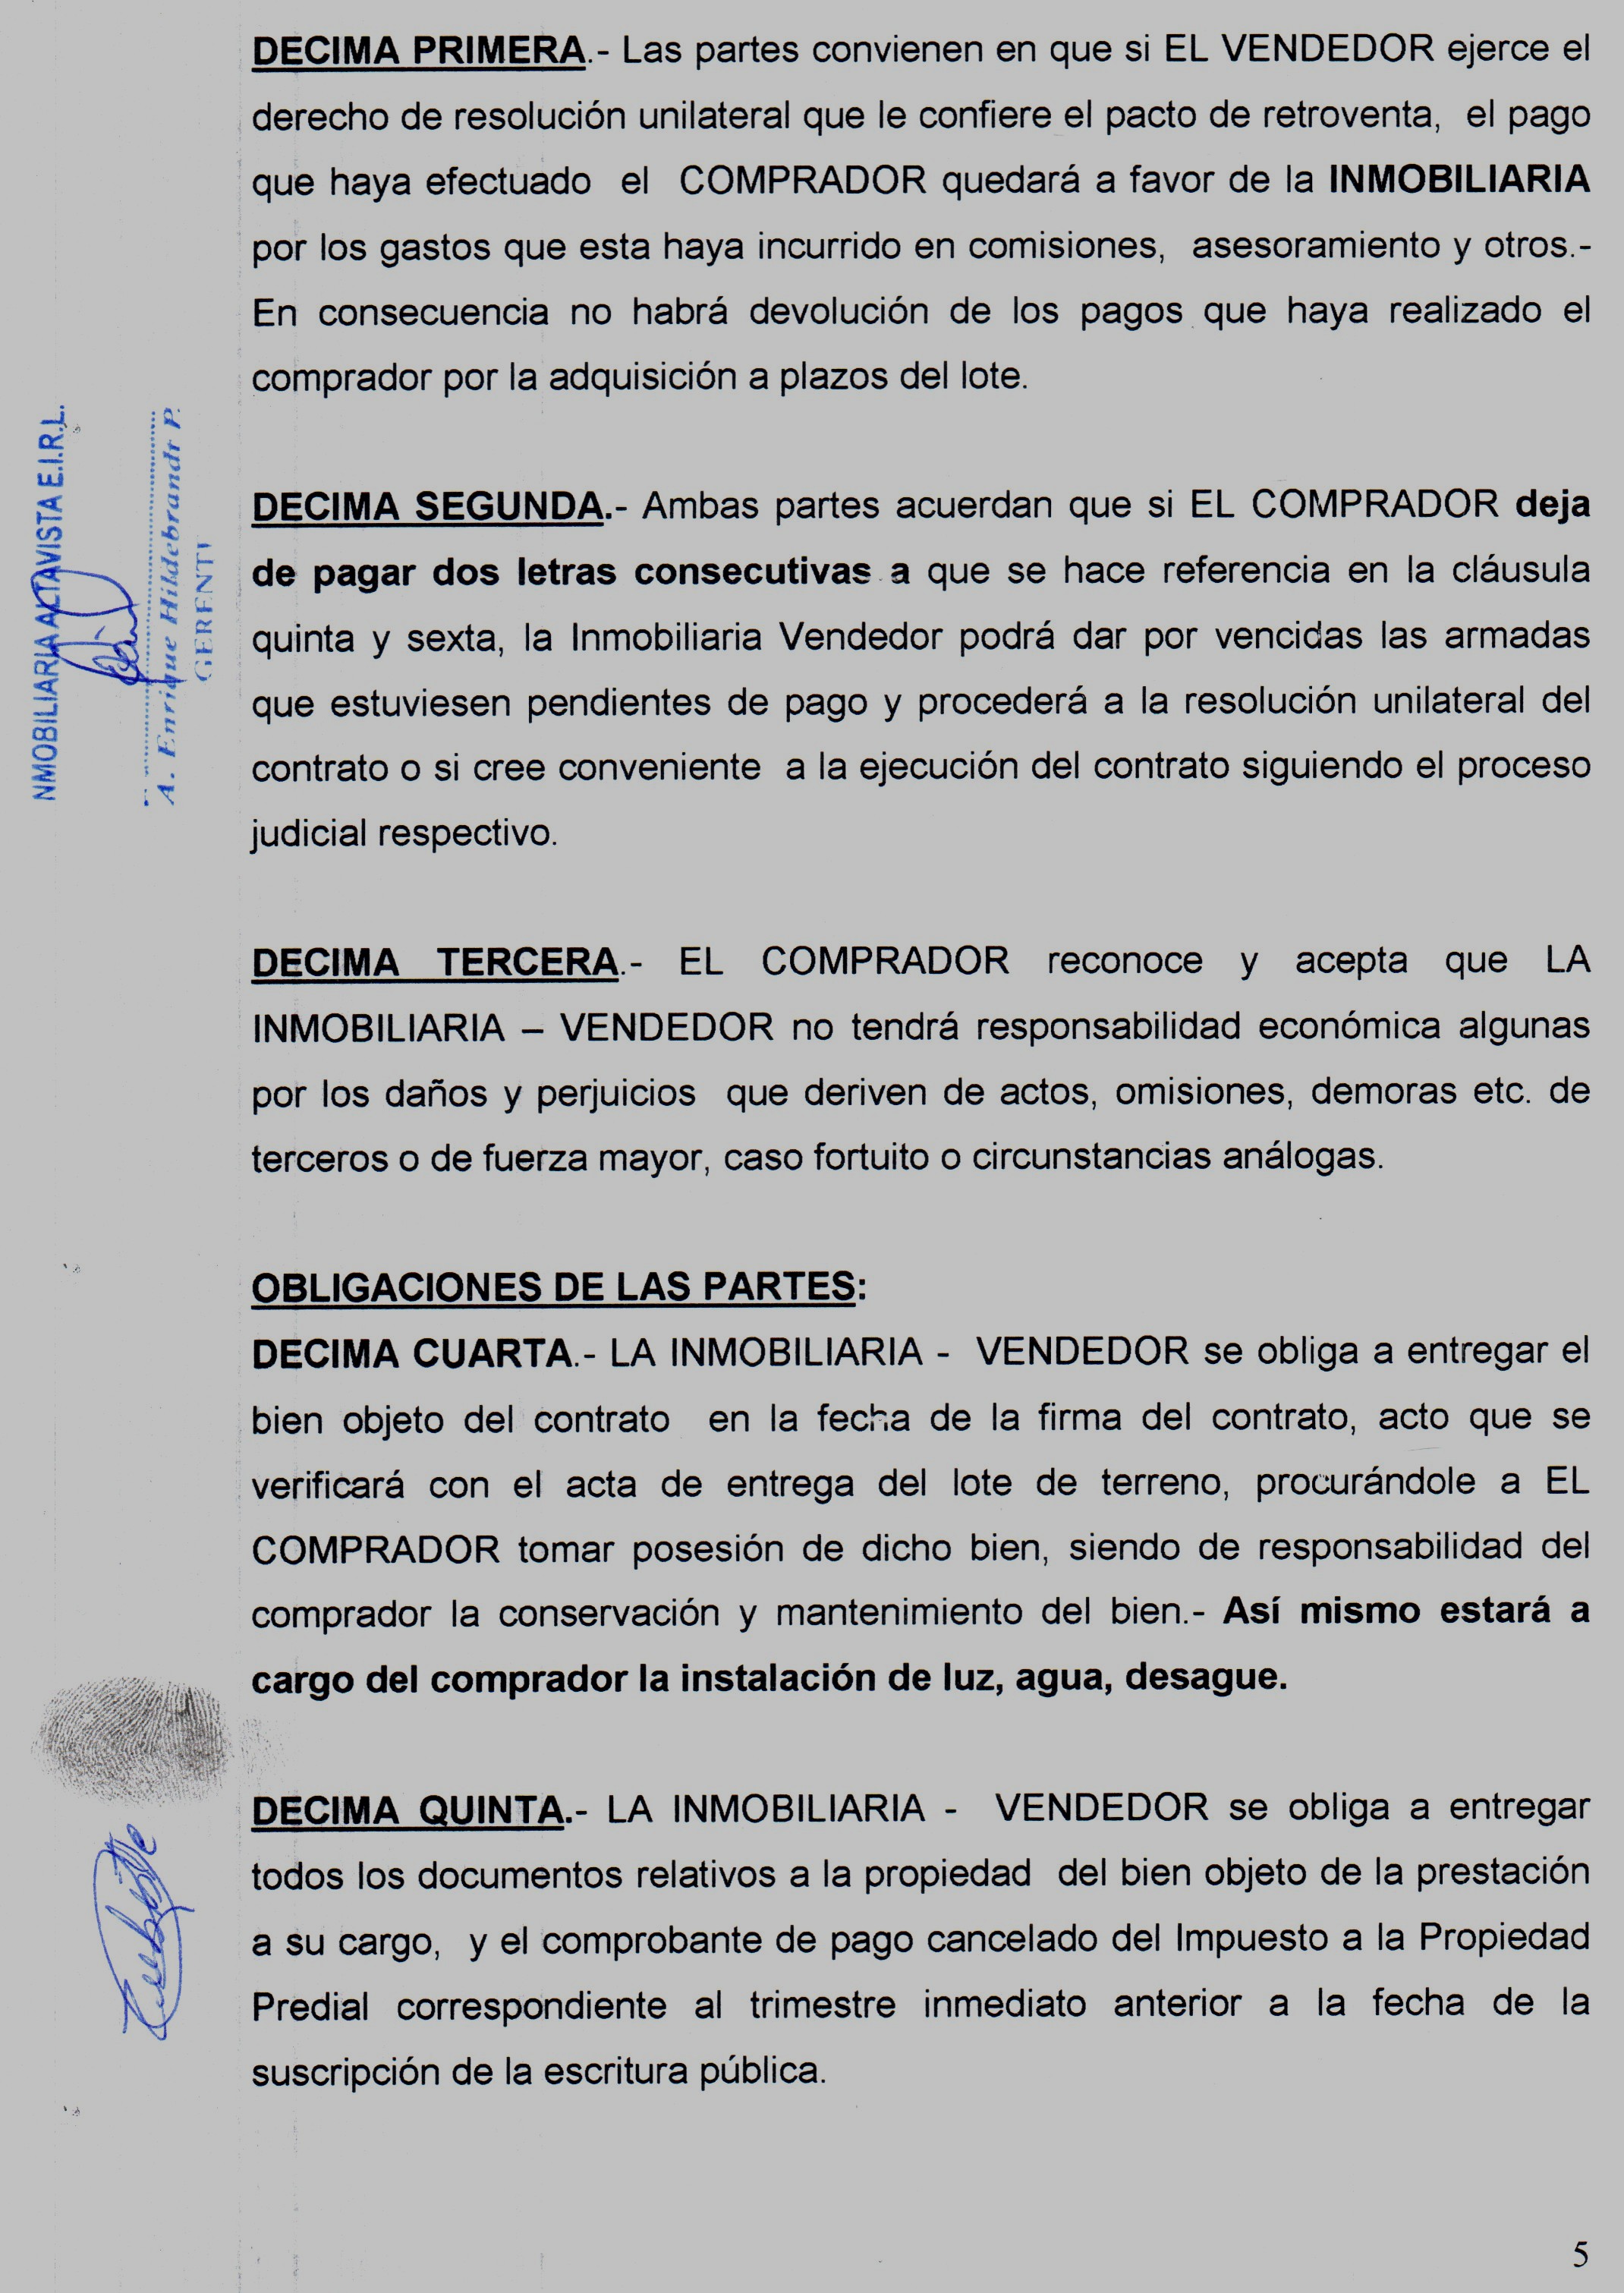 DECIMA PRIMERA.- Las partes convienen en que si EL VENDEDOR ejerce el
derecho de resolución unilateral que le confiere el pacto de retroventa, el pago
que haya efectuado el COMPRADOR quedará a favor de la INMOBILIARIA
por los gastos que esta haya incurrido en comisiones, asesoramiento y otros.-
En consecuencia no habrá devolución de los pagos que haya realizado el
comprador por la adquisición a plazos del lote.
NMOBILIARIA ALTAVISTA E.I.R.L.
A. Enrique Hildebrandt P.
GERENTE
DECIMA SEGUNDA.- Ambas partes acuerdan que si EL COMPRADOR deja
de pagar dos letras consecutivas a que se hace referencia en la cláusula
quinta y sexta, la Inmobiliaria Vendedor podrá dar por vencidas las armadas
que estuviesen pendientes de pago y procederá a la resolución unilateral del
contrato o si cree conveniente a la ejecución del contrato siguiendo el proceso
judicial respectivo.
DECIMA TERCERA.- EL COMPRADOR reconoce y acepta que LA
INMOBILIARIA – VENDEDOR no tendrá responsabilidad económica algunas
por los daños y perjuicios que deriven de actos, omisiones, demoras etc. de
terceros o de fuerza mayor, caso fortuito o circunstancias análogas.
OBLIGACIONES DE LAS PARTES:
DECIMA CUARTA.- LA INMOBILIARIA - VENDEDOR se obliga a entregar el
bien objeto del contrato en la fecha de la firma del contrato, acto que se
verificará con el acta de entrega del lote de terreno, procurándole a EL
COMPRADOR tomar posesión de dicho bien, siendo de responsabilidad del
comprador la conservación y mantenimiento del bien.- Así mismo estará a
cargo del comprador la instalación de luz, agua, desague.
DECIMA QUINTA.- LA INMOBILIARIA - VENDEDOR se obliga a entregar
todos los documentos relativos a la propiedad del bien objeto de la prestación
a su cargo, y el comprobante de pago cancelado del Impuesto a la Propiedad
Predial correspondiente al trimestre inmediato anterior a la fecha de la
suscripción de la escritura pública.
5